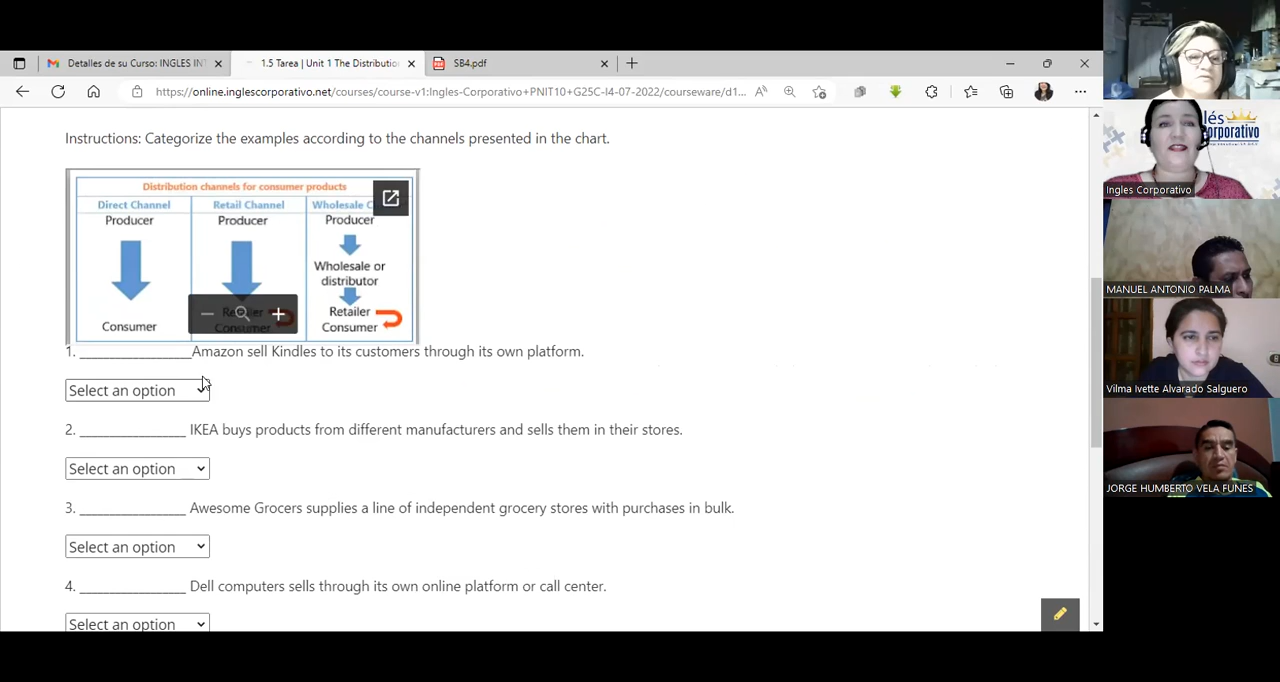 Detalles de su Curso: INGLES IN
1.5 Tarea | Unit 1 The Distributio
SB4.pdf
https://online.inglescorporativo.net/courses/course-v1:Ingles-Corporativo+PNIT10+G25C-I4-07-2022/courseware/d1...
Instructions: Categorize the examples according to the channels presented in the chart.
Distribution channels for consumer products
Direct Channel Retail Channel Wholesale C
Producer Producer Producer
Wholesale or
distributor
Retailer
Consumer Consumer Consumer
1. _________________Amazon sell Kindles to its customers through its own platform.
Select an option
2. ________________ IKEA buys products from different manufacturers and sells them in their stores.
Select an option
3. ________________ Awesome Grocers supplies a line of independent grocery stores with purchases in bulk.
Select an option
4. ________________ Dell computers sells through its own online platform or call center.
Select an option
lés
orporativo
Ingles Corporativo
MANUEL ANTONIO PALMA
Vilma Ivette Alvarado Salguero
JORGE HUMBERTO VELA FUNES